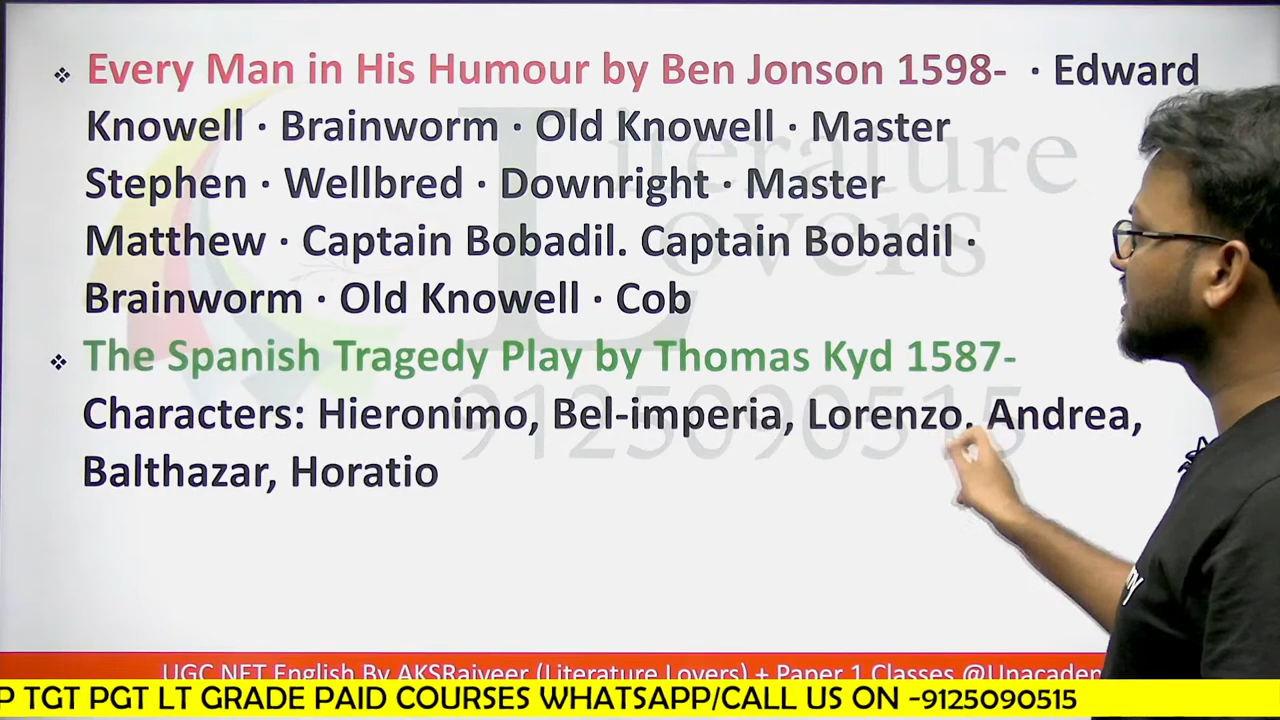 ❖ Every Man in His Humour by Ben Jonson 1598- · Edward
Knowell · Brainworm · Old Knowell · Master
Stephen · Wellbred · Downright · Master
Matthew · Captain Bobadil. Captain Bobadil ·
Brainworm · Old Knowell · Cob
❖ The Spanish Tragedy Play by Thomas Kyd 1587-
Characters: Hieronimo, Bel-imperia, Lorenzo, Andrea,
Balthazar, Horatio
Literature
Lovers
9125090515
UGC NET English By AKSRajveer (Literature Lovers) + Paper 1 Classes @Unacadem
P TGT PGT LT GRADE PAID COURSES WHATSAPP/CALL US ON -9125090515